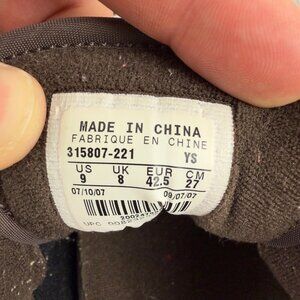 MADE IN CHINA
FABRIQUE EN CHINE
315807-221 YS
US UK EUR CM
9 8 42.5 27
07/10/07 09/07/07
UPC